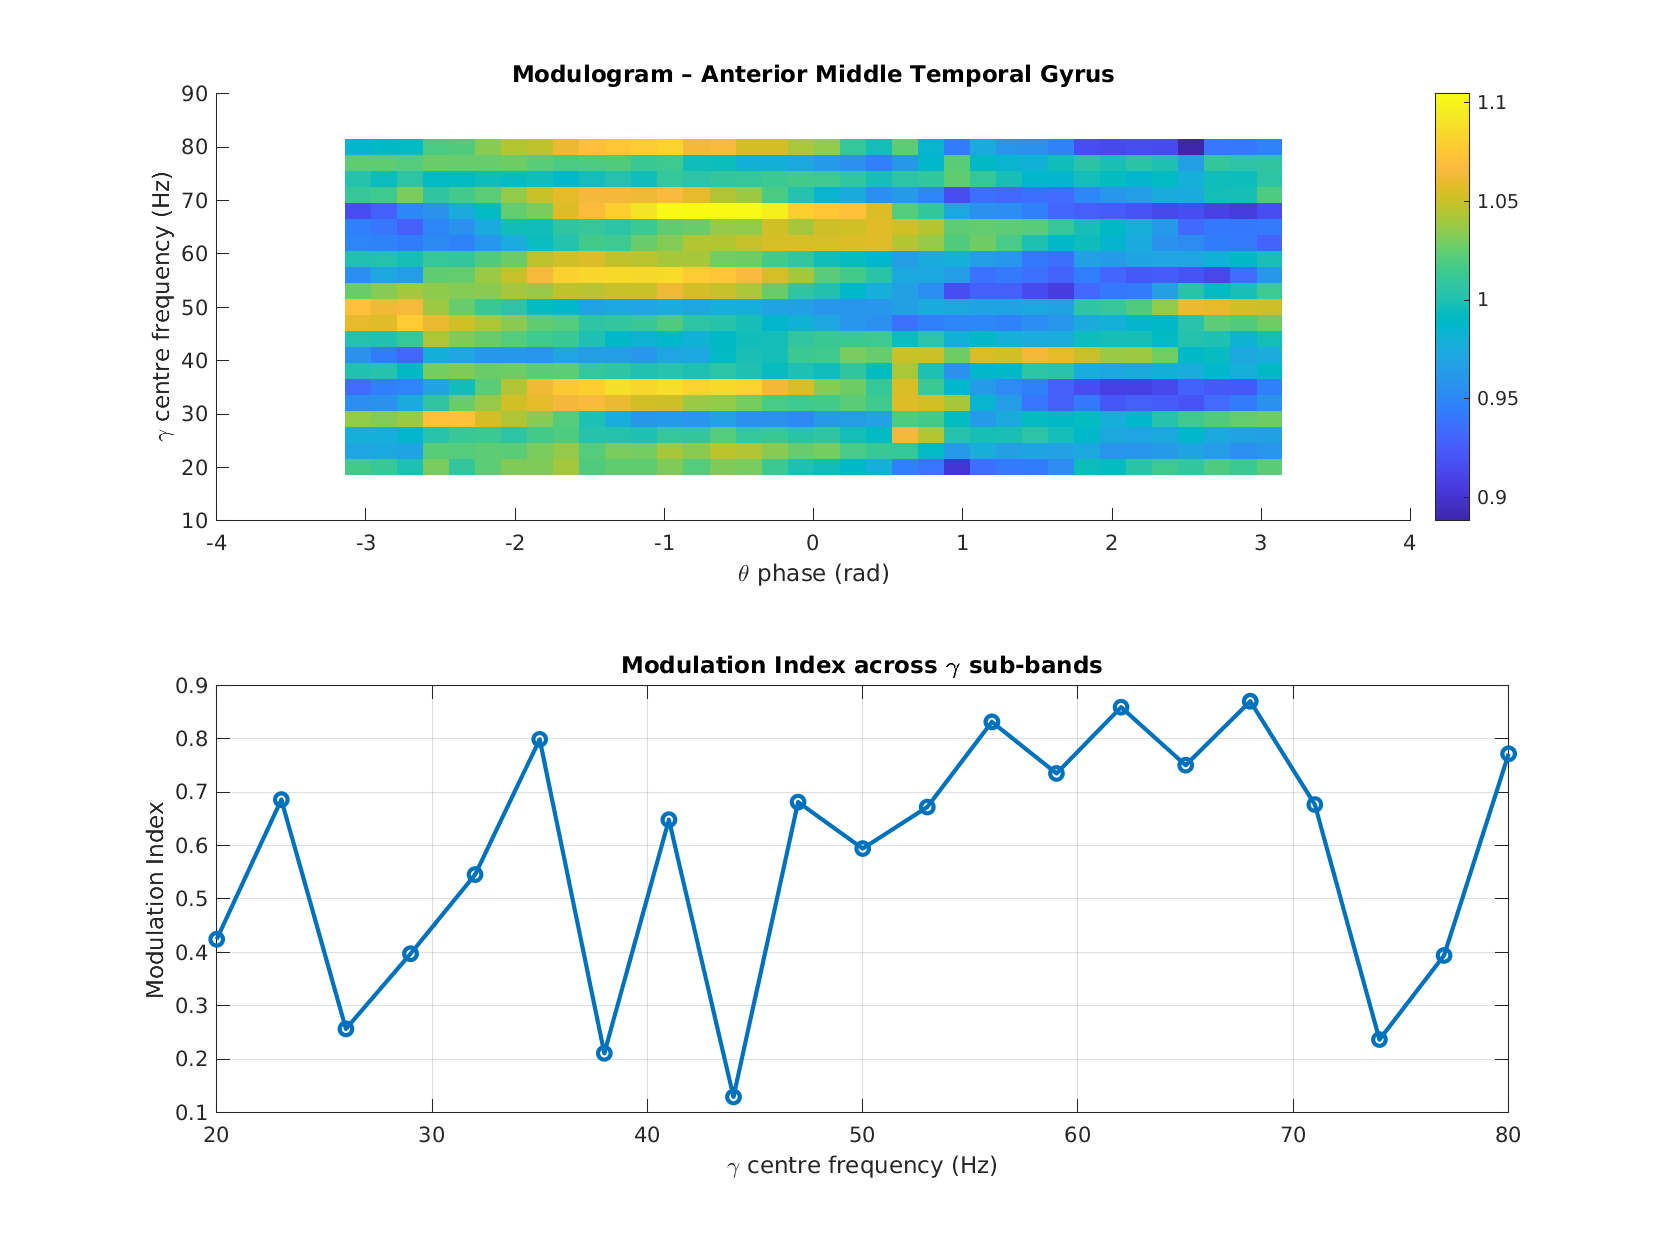 Modulogram – Anterior Middle Temporal Gyrus
γ centre frequency (Hz)
90
80
70
60
50
40
30
20
10
-4 -3 -2 -1 0 1 2 3 4
θ phase (rad)
1.1
1.05
1
0.95
0.9
Modulation Index across γ sub-bands
Modulation Index
0.9
0.8
0.7
0.6
0.5
0.4
0.3
0.2
0.1
20 30 40 50 60 70 80
γ centre frequency (Hz)